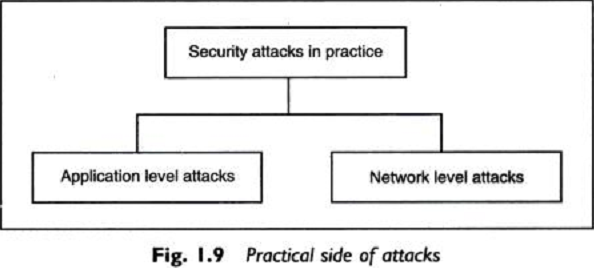 Security attacks in practice
Application level attacks
Network level attacks
Fig. 1.9 Practical side of attacks